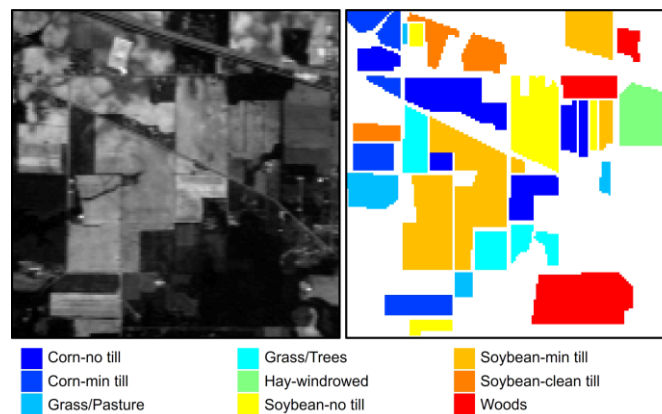 Corn-no till
Corn-min till
Grass/Pasture
Grass/Trees
Hay-windrowed
Soybean-no till
Soybean-min till
Soybean-clean till
Woods